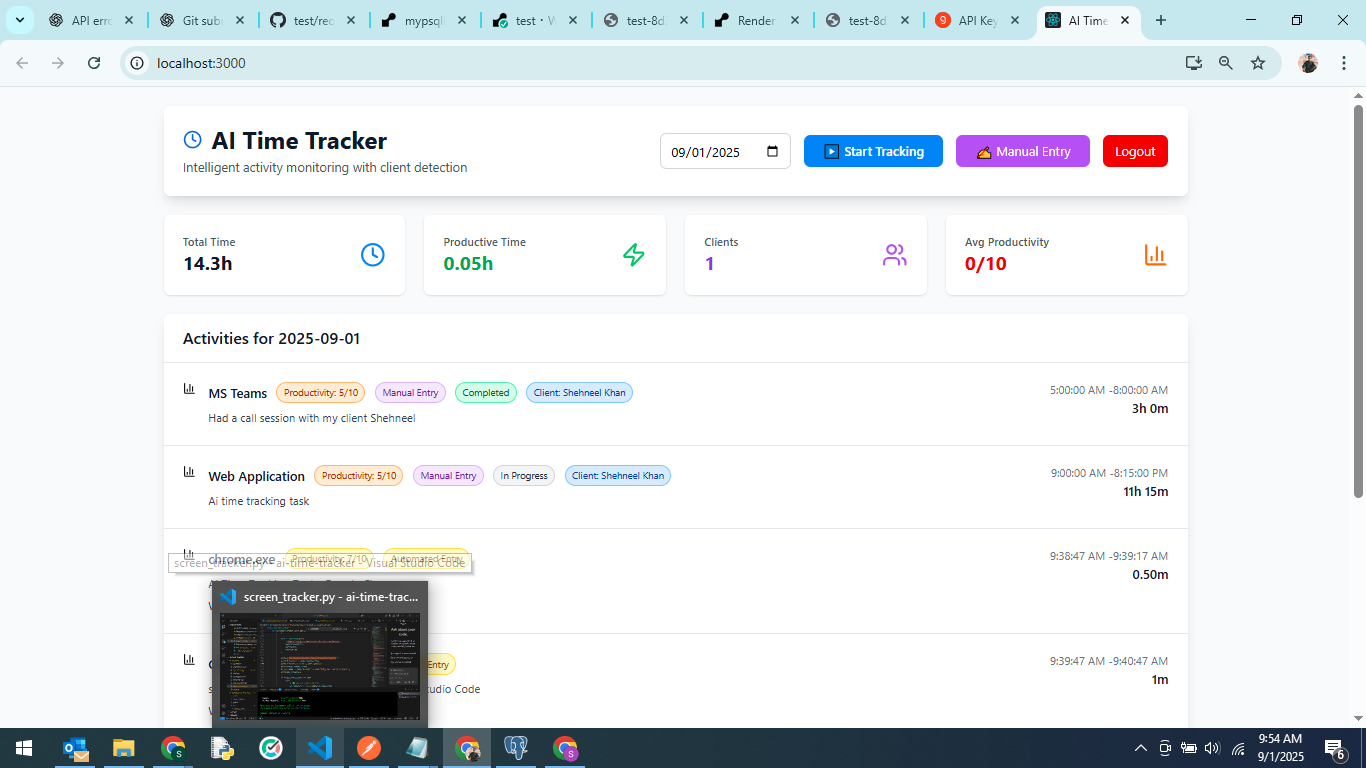 API erro
Git sub
test/rec
mypsql
test · W
test-8d
Render
test-8d
API Key
AI Time
localhost:3000
AI Time Tracker
Intelligent activity monitoring with client detection
09/01/2025
Start Tracking
Manual Entry
Logout
Total Time
14.3h
Productive Time
0.05h
Clients
1
Avg Productivity
0/10
Activities for 2025-09-01
MS Teams Productivity: 5/10 Manual Entry Completed Client: Shehneel Khan 5:00:00 AM -8:00:00 AM
Had a call session with my client Shehneel 3h 0m
Web Application Productivity: 5/10 Manual Entry In Progress Client: Shehneel Khan 9:00:00 AM -8:15:00 PM
Ai time tracking task 11h 15m
chrome.exe Productivity: 7/10 Automated Entry 9:38:47 AM -9:39:17 AM
screen_tracker.py - ai-time-tracker - Visual Studio Code
0.50m
screen_tracker.py - ai-time-trac...
Entry 9:39:47 AM -9:40:47 AM
1m
udio Code
9:54 AM
9/1/2025
6